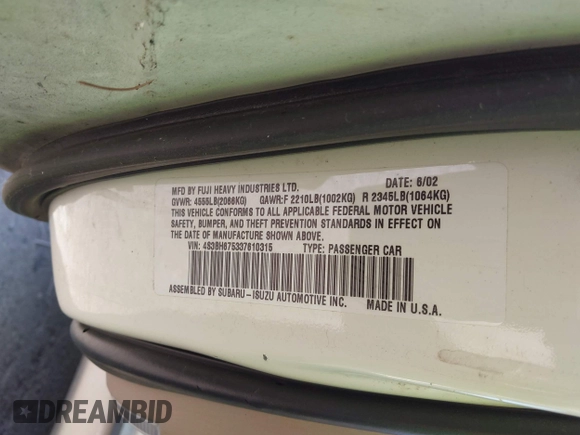 MFD BY FUJI HEAVY INDUSTRIES LTD. DATE: 6/02
GVWR: 4555LB(2066KG) GAWR:F 2210LB(1002KG) R 2345LB(1064KG)
THIS VEHICLE CONFORMS TO ALL APPLICABLE FEDERAL MOTOR VEHICLE
SAFETY, BUMPER, AND THEFT PREVENTION STANDARDS IN EFFECT ON
THE DATE OF MANUFACTURE SHOWN ABOVE.
VIN: 4S3BH675337610315 TYPE: PASSENGER CAR
ASSEMBLED BY SUBARU-ISUZU AUTOMOTIVE INC. MADE IN U.S.A.
DREAMBID